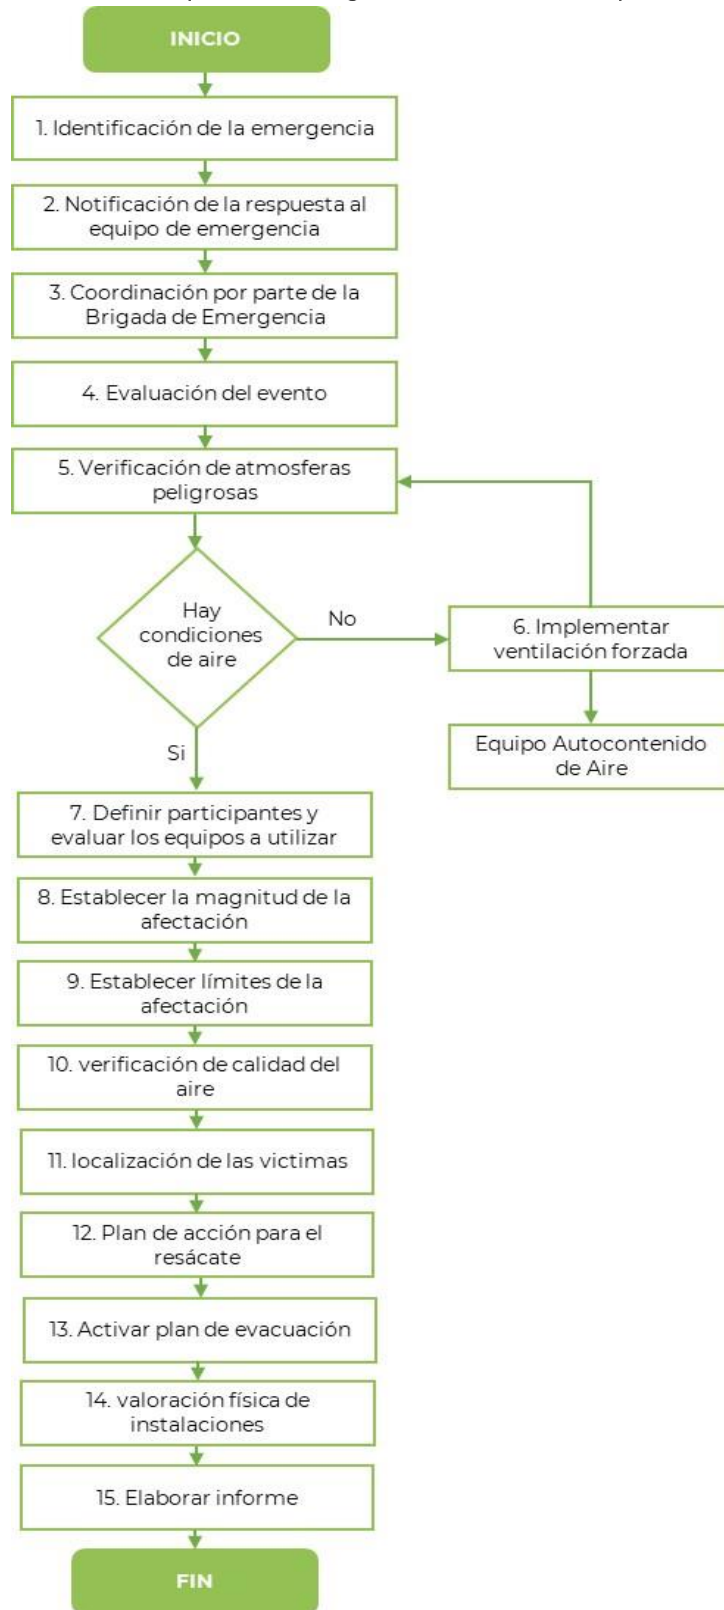 INICIO
1. Identificación de la emergencia
2. Notificación de la respuesta al
equipo de emergencia
3. Coordinación por parte de la
Brigada de Emergencia
4. Evaluación del evento
5. Verificación de atmosferas
peligrosas
Hay
condiciones
de aire
No
6. Implementar
ventilación forzada
Equipo Autocontenido
de Aire
Si
7. Definir participantes y
evaluar los equipos a utilizar
8. Establecer la magnitud de la
afectación
9. Establecer límites de la
afectación
10. verificación de calidad del
aire
11. localización de las victimas
12. Plan de acción para el
resácate
13. Activar plan de evacuación
14. valoración física de
instalaciones
15. Elaborar informe
FIN